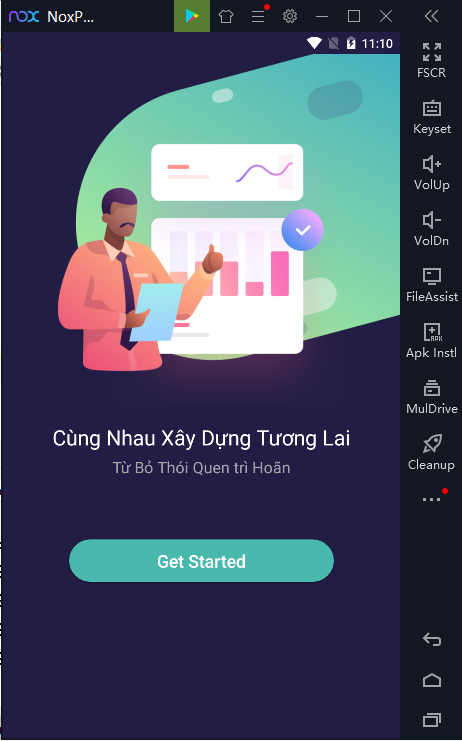 nox NoxP...
11:10
FSCR
Keyset
VolUp
VolDn
FileAssist
APK
Apk Instl
MulDrive
Cleanup
Cùng Nhau Xây Dựng Tương Lai
Từ Bỏ Thói Quen trì Hoãn
Get Started